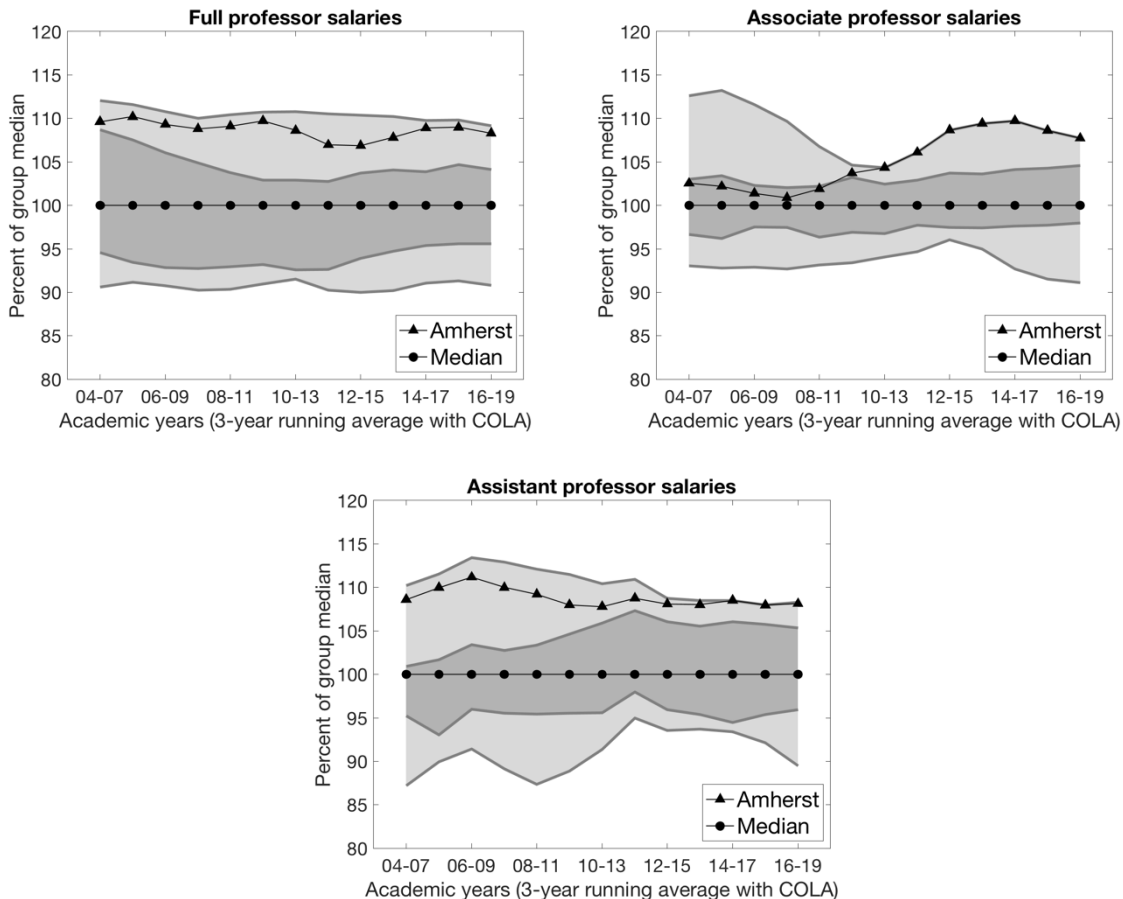 Full professor salaries
120
115
110
105
100
95
90
85
80
Percent of group median
Amherst
Median
04-07 06-09 08-11 10-13 12-15 14-17 16-19
Academic years (3-year running average with COLA)
Associate professor salaries
120
115
110
105
100
95
90
85
80
Percent of group median
Amherst
Median
04-07 06-09 08-11 10-13 12-15 14-17 16-19
Academic years (3-year running average with COLA)
Assistant professor salaries
120
115
110
105
100
95
90
85
80
Percent of group median
Amherst
Median
04-07 06-09 08-11 10-13 12-15 14-17 16-19
Academic years (3-year running average with COLA)